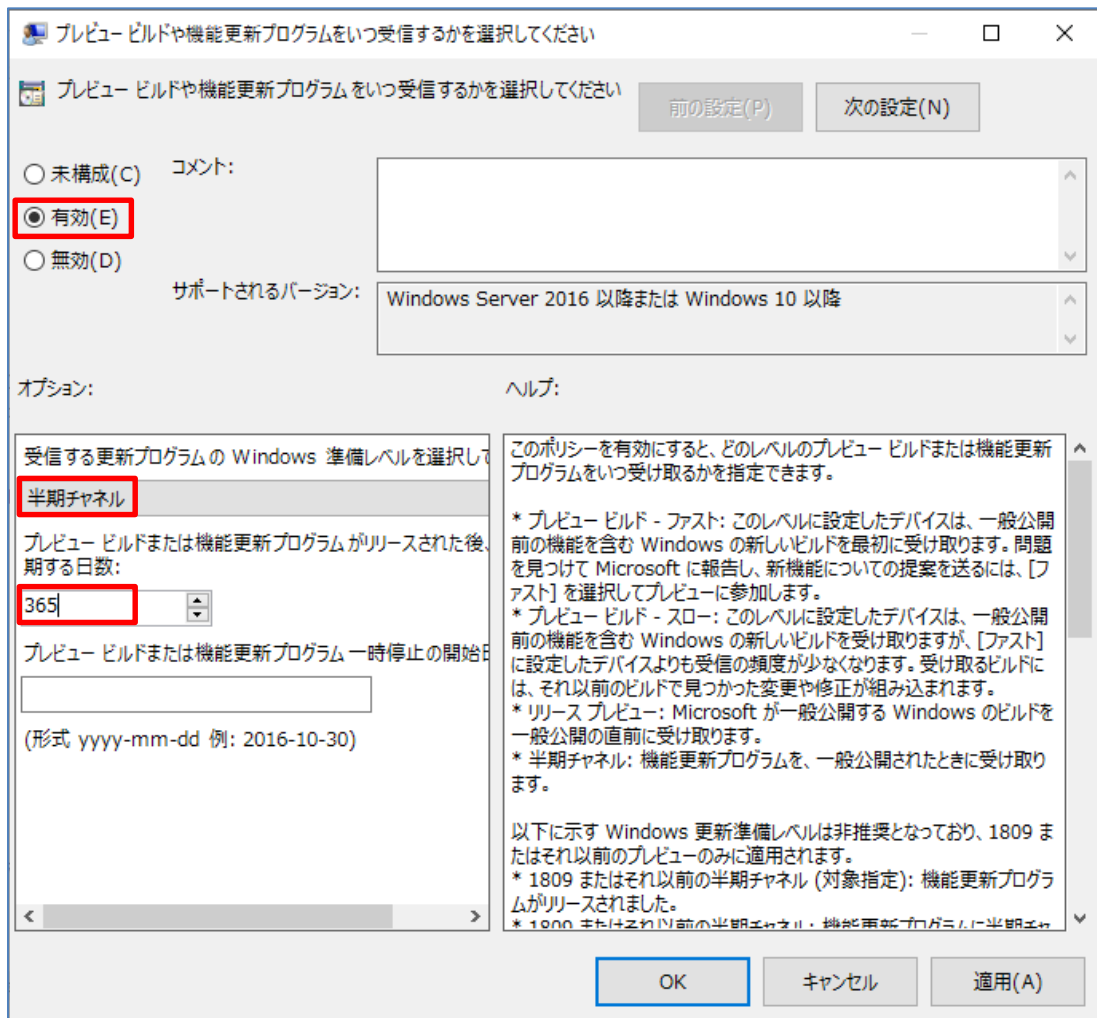 プレビュー ビルドや機能更新プログラムをいつ受信するかを選択してください
プレビュー ビルドや機能更新プログラムをいつ受信するかを選択してください
前の設定(P)
次の設定(N)
未構成(C)
有効(E)
無効(D)
コメント:
サポートされるバージョン:
Windows Server 2016 以降または Windows 10 以降
オプション:
受信する更新プログラムの Windows 準備レベルを選択して
半期チャネル
プレビュー ビルドまたは機能更新プログラムがリリースされた後、
期する日数:
365
プレビュー ビルドまたは機能更新プログラム一時停止の開始日
(形式 yyyy-mm-dd 例: 2016-10-30)
ヘルプ:
このポリシーを有効にすると、どのレベルのプレビュー ビルドまたは機能更新
プログラムをいつ受け取るかを指定できます。
* プレビュー ビルド - ファスト: このレベルに設定したデバイスは、一般公開
前の機能を含む Windows の新しいビルドを最初に受け取ります。問題
を見つけて Microsoft に報告し、新機能についての提案を送るには、[フ
ァスト] を選択してプレビューに参加します。
* プレビュー ビルド - スロー: このレベルに設定したデバイスは、一般公開
前の機能を含む Windows の新しいビルドを受け取りますが、[ファスト]
に設定したデバイスよりも受信の頻度が少なくなります。受け取るビルドに
は、それ以前のビルドで見つかった変更や修正が組み込まれます。
* リリース プレビュー: Microsoft が一般公開する Windows のビルドを
一般公開の直前に受け取ります。
* 半期チャネル: 機能更新プログラムを、一般公開されたときに受け取り
ます。
以下に示す Windows 更新準備レベルは非推奨となっており、1809 ま
たはそれ以前のプレビューのみに適用されます。
* 1809 またはそれ以前の半期チャネル (対象指定): 機能更新プログラ
ムがリリースされました。
* 1809 またはそれ以前の半期チャネル: 機能更新プログラムに半期チャ
OK
キャンセル
適用(A)